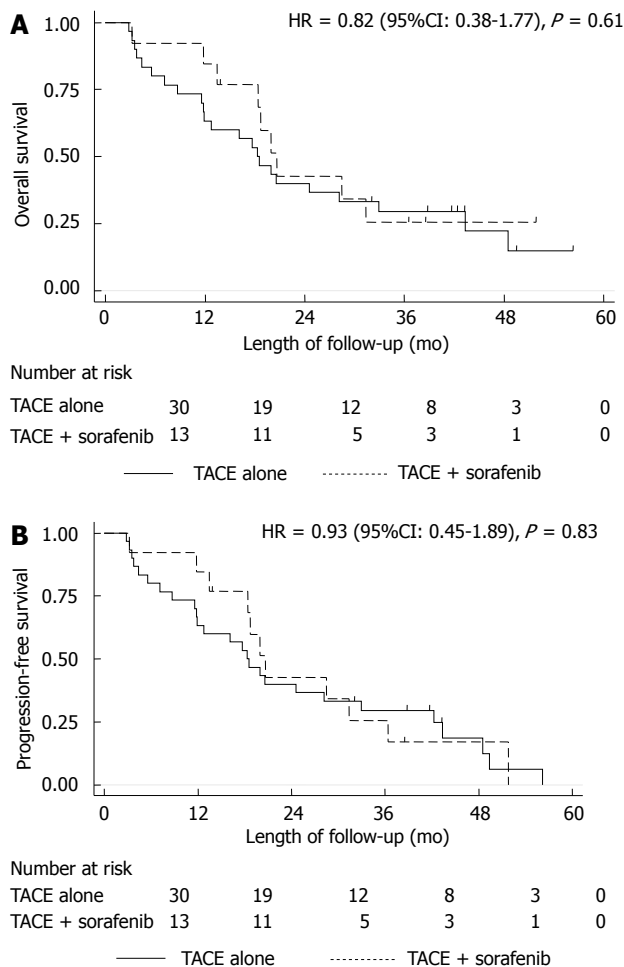 A
HR = 0.82 (95%CI: 0.38-1.77), P = 0.61
Overall survival
1.00
0.75
0.50
0.25
0.00
0 12 24 36 48 60
Length of follow-up (mo)
Number at risk
TACE alone 30 19 12 8 3 0
TACE + sorafenib 13 11 5 3 1 0
TACE alone TACE + sorafenib
B
HR = 0.93 (95%CI: 0.45-1.89), P = 0.83
Progression-free survival
1.00
0.75
0.50
0.25
0.00
0 12 24 36 48 60
Length of follow-up (mo)
Number at risk
TACE alone 30 19 12 8 3 0
TACE + sorafenib 13 11 5 3 1 0
TACE alone TACE + sorafenib